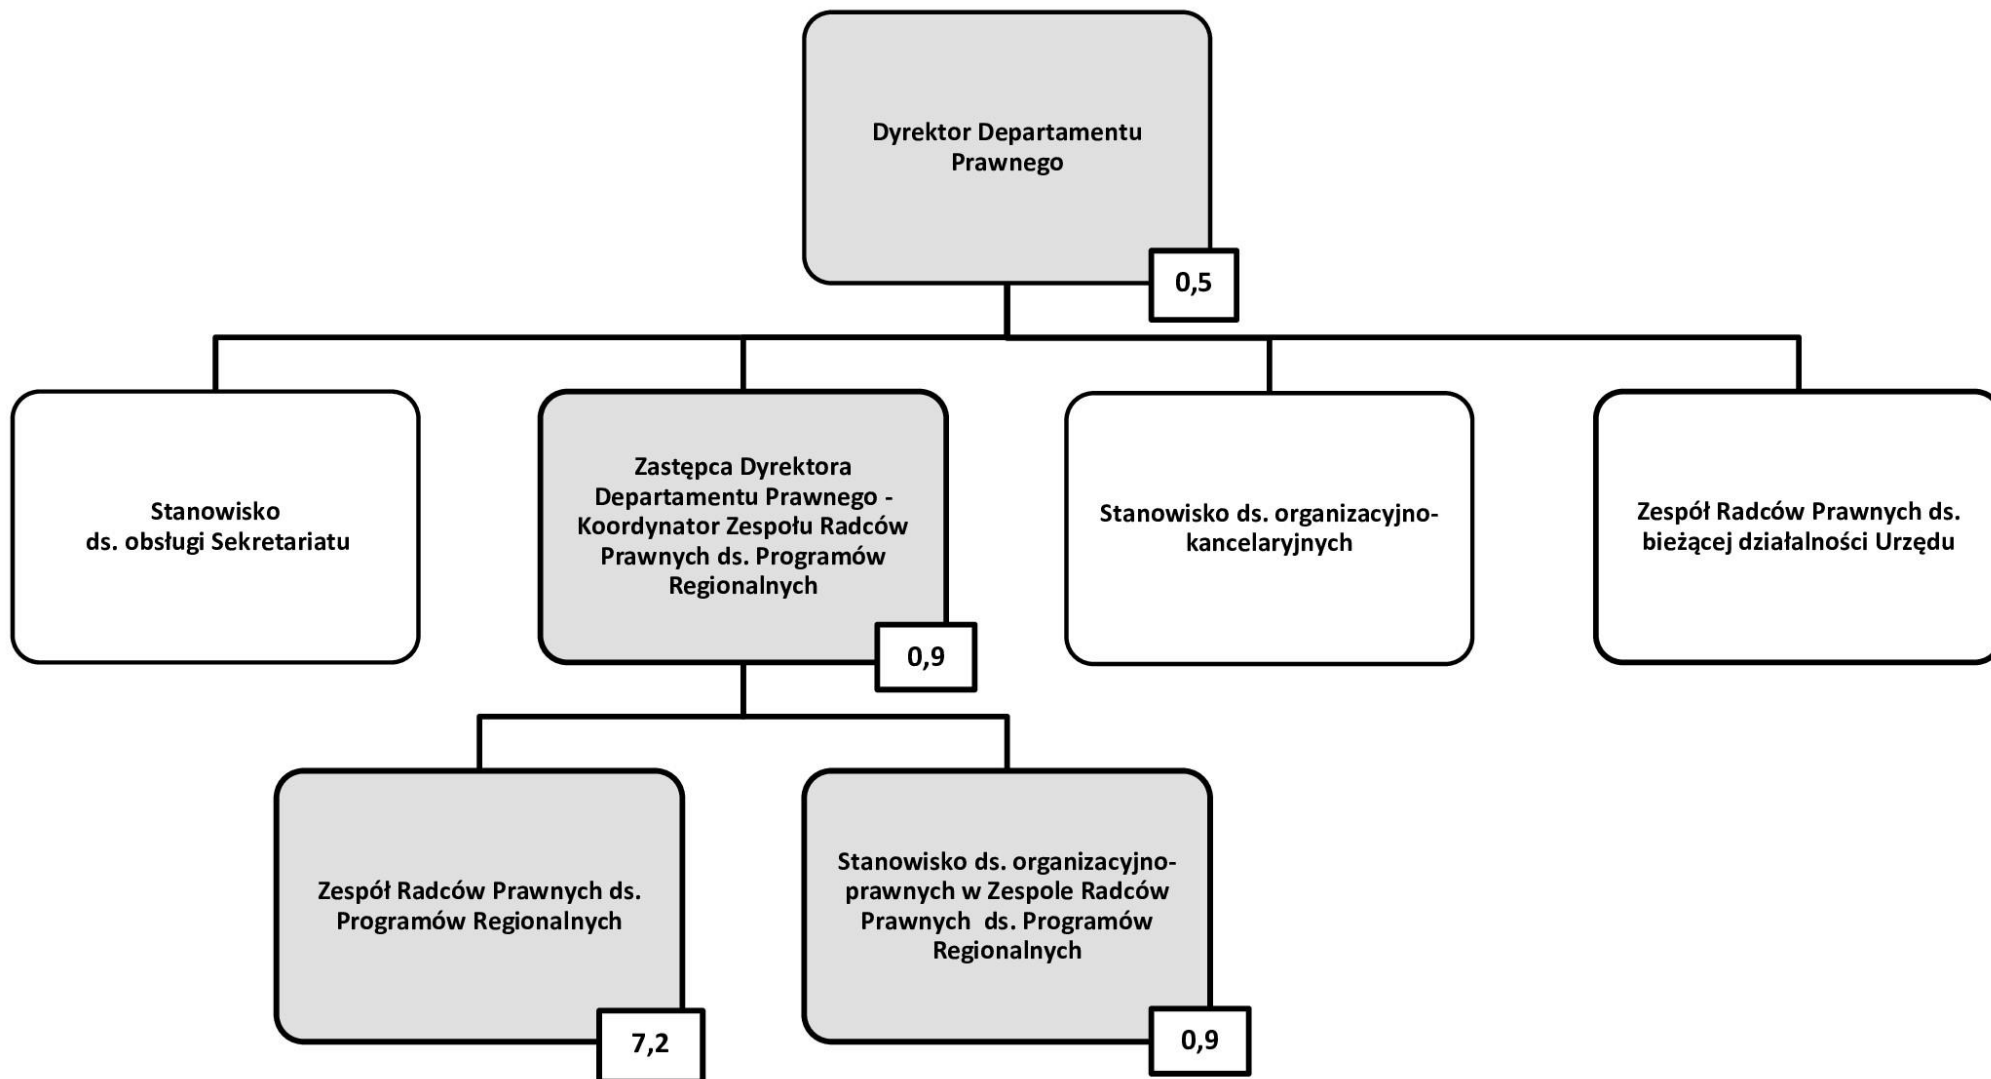 Dyrektor Departamentu
Prawnego
0,5
Stanowisko
ds. obsługi Sekretariatu
Zastępca Dyrektora
Departamentu Prawnego -
Koordynator Zespołu Radców
Prawnych ds. Programów
Regionalnych
0,9
Stanowisko ds. organizacyjno-
kancelaryjnych
Zespół Radców Prawnych ds.
bieżącej działalności Urzędu
Zespół Radców Prawnych ds.
Programów Regionalnych
7,2
Stanowisko ds. organizacyjno-
prawnych w Zespole Radców
Prawnych  ds. Programów
Regionalnych
0,9